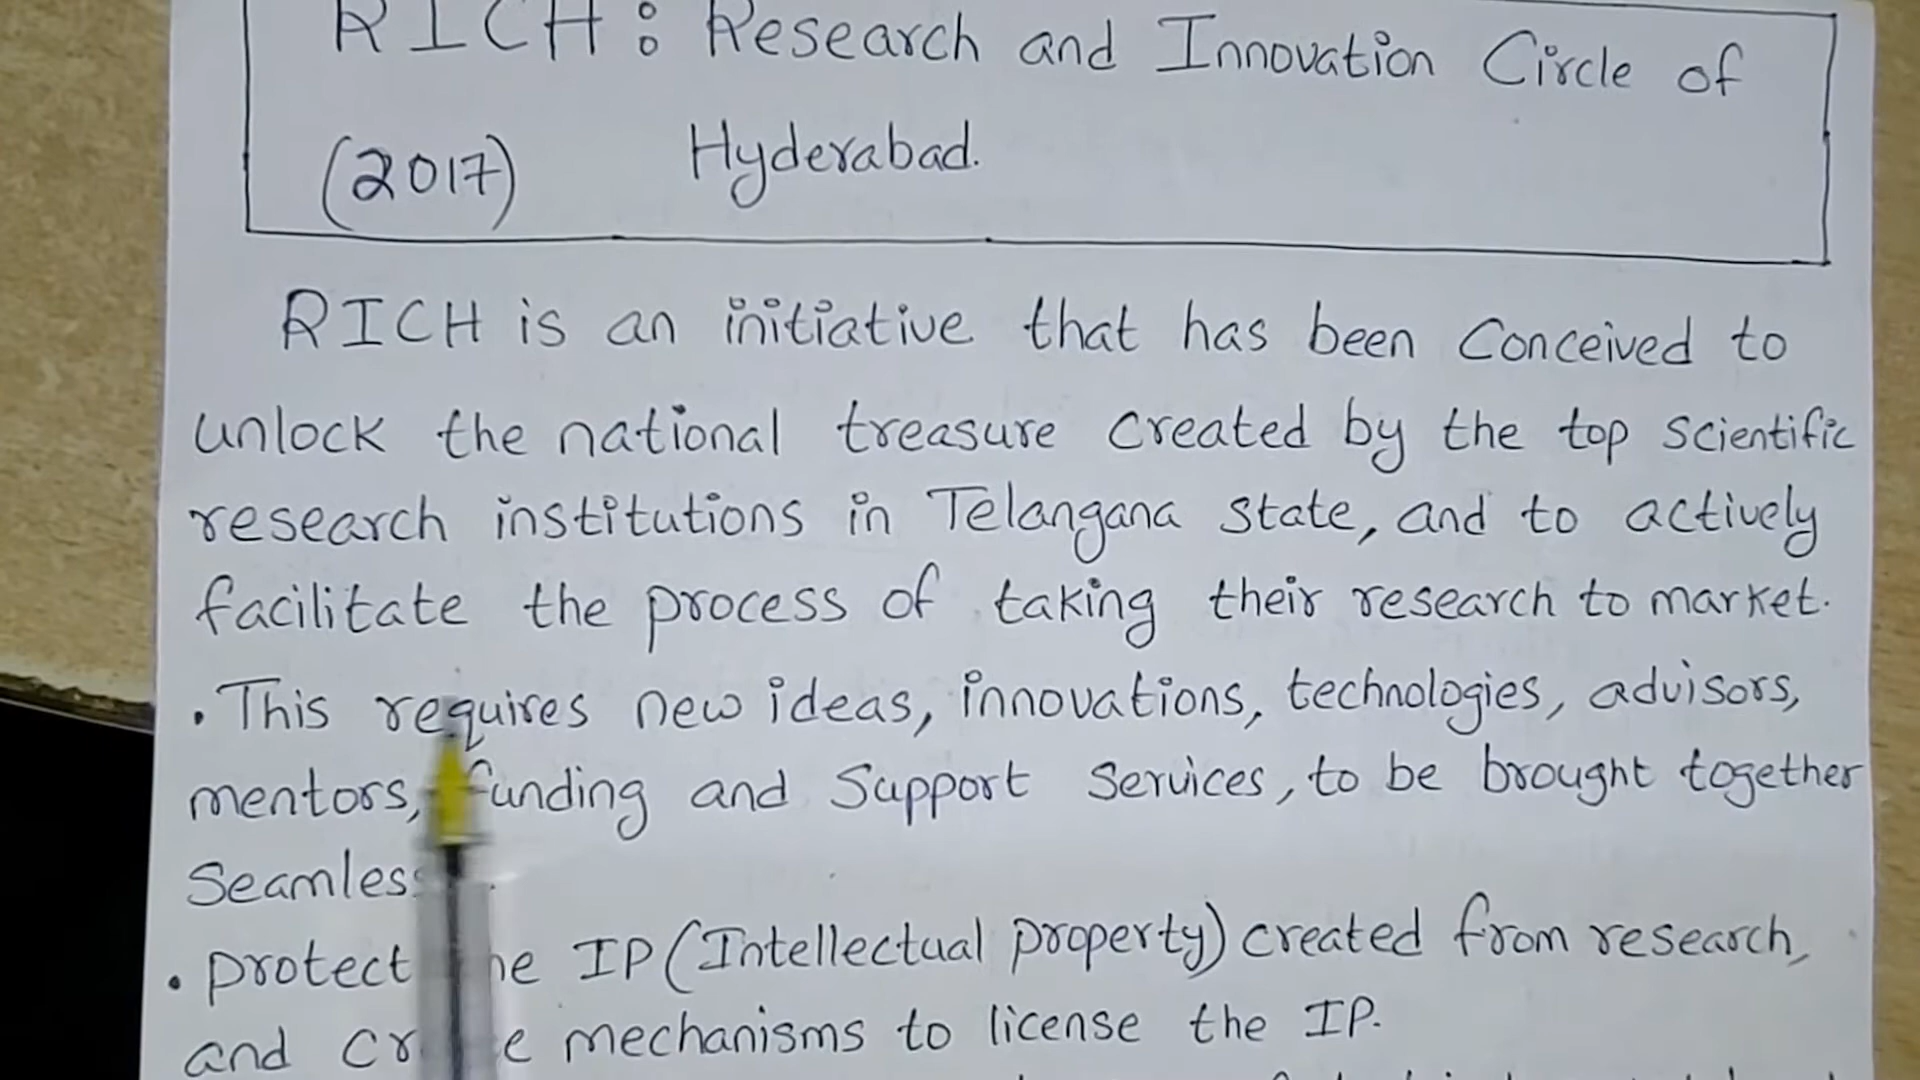 RICH : Research and Innovation Circle of
(2017) Hyderabad.
RICH is an initiative that has been Conceived to
unlock the national treasure created by the top scientific
research institutions in Telangana state, and to actively
facilitate the process of taking their research to market.
. This requires new ideas, innovations, technologies, advisors,
mentors, funding and Support Services, to be brought together
• protect IP (Intellectual property) created from research,
and mechanisms to license the IP.